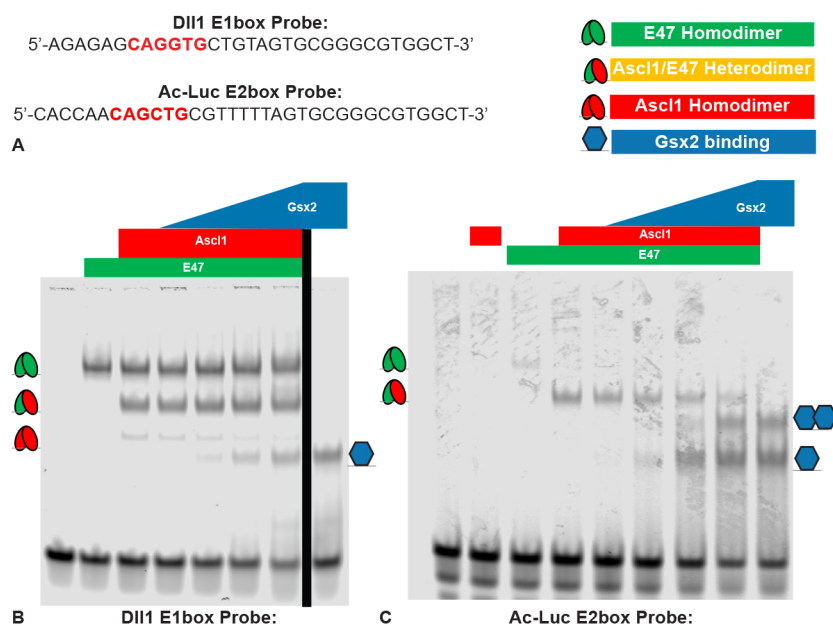 Dll1 E1box Probe:
5'-AGAGAGCAGGTGCTGTAGTGCGGGCGTGGCT-3'
Ac-Luc E2box Probe:
5'-CACCAACAGCTGCGTTTTTAGTGCGGGCGTGGCT-3'
A
E47 Homodimer
Ascl1/E47 Heterodimer
Ascl1 Homodimer
Gsx2 binding
Gsx2
Ascl1
E47
B
Dll1 E1box Probe:
Gsx2
Ascl1
E47
C
Ac-Luc E2box Probe: